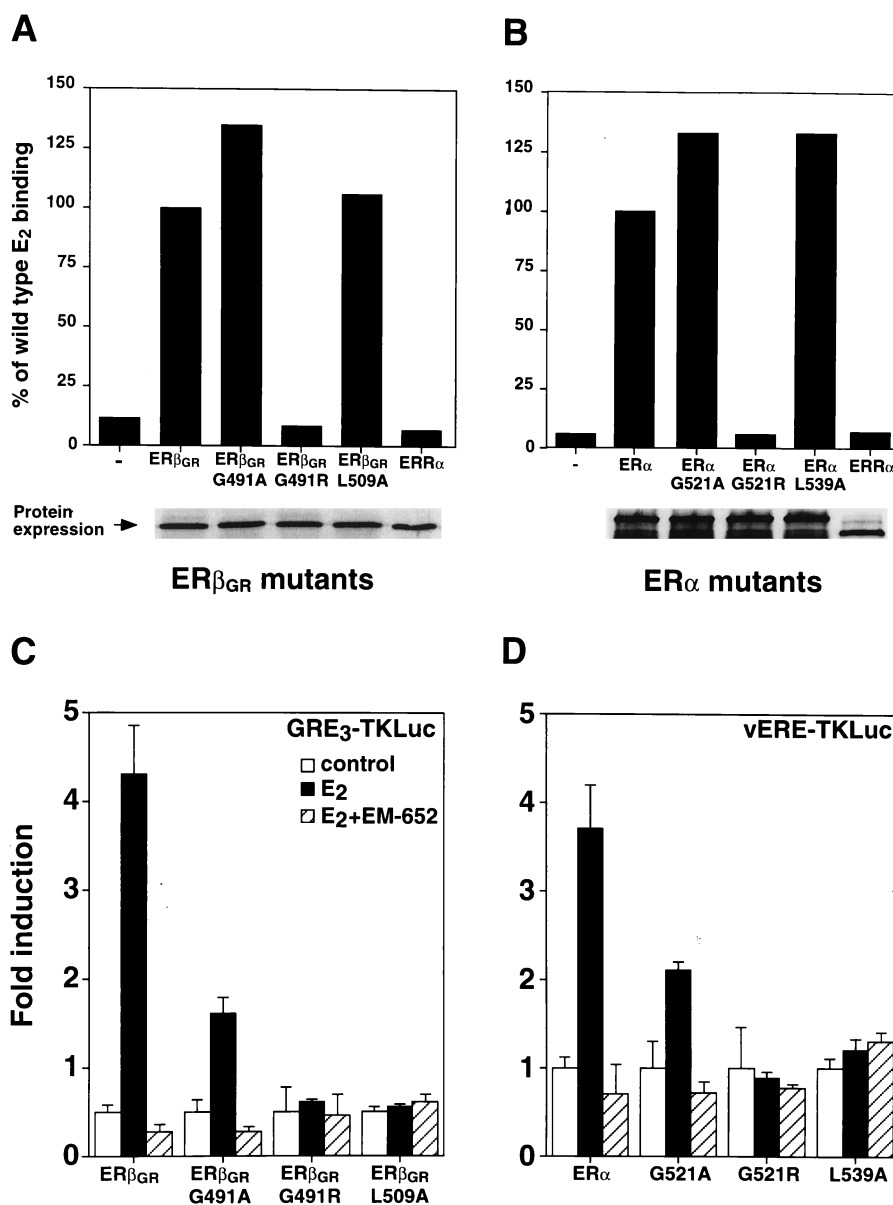 A
150
125
100
75
50
25
0
% of wild type E2 binding
-
ERβGR
ERβGR G491A
ERβGR G491R
ERβGR L509A
ERRα
Protein expression
ERβGR mutants
B
150
125
100
75
50
25
0
-
ERα
ERα G521A
ERα G521R
ERα L539A
ERRα
ERα mutants
C
5
4
3
2
1
0
Fold induction
GRE3-TKLuc
control
E2
E2+EM-652
ERβGR
ERβGR G491A
ERβGR G491R
ERβGR L509A
D
5
4
3
2
1
0
vERE-TKLuc
ERα
G521A
G521R
L539A